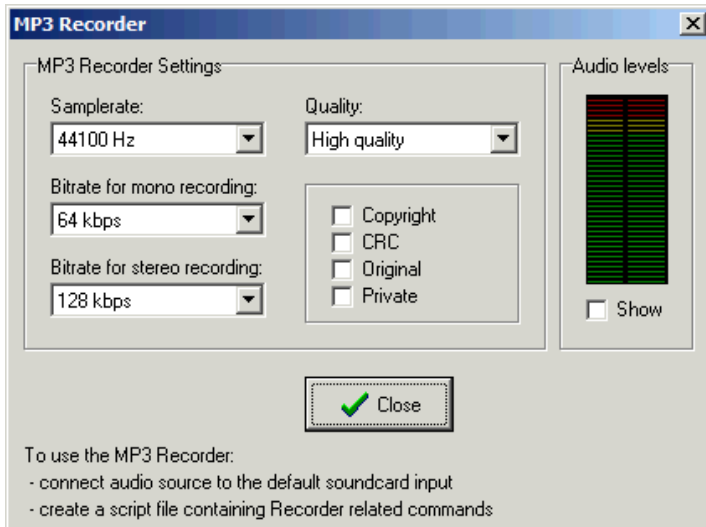 MP3 Recorder
MP3 Recorder Settings
Samplerate:
44100 Hz
Bitrate for mono recording:
64 kbps
Bitrate for stereo recording:
128 kbps
Quality:
High quality
Copyright
CRC
Original
Private
Audio levels
Show
Close
To use the MP3 Recorder:
- connect audio source to the default soundcard input
- create a script file containing Recorder related commands